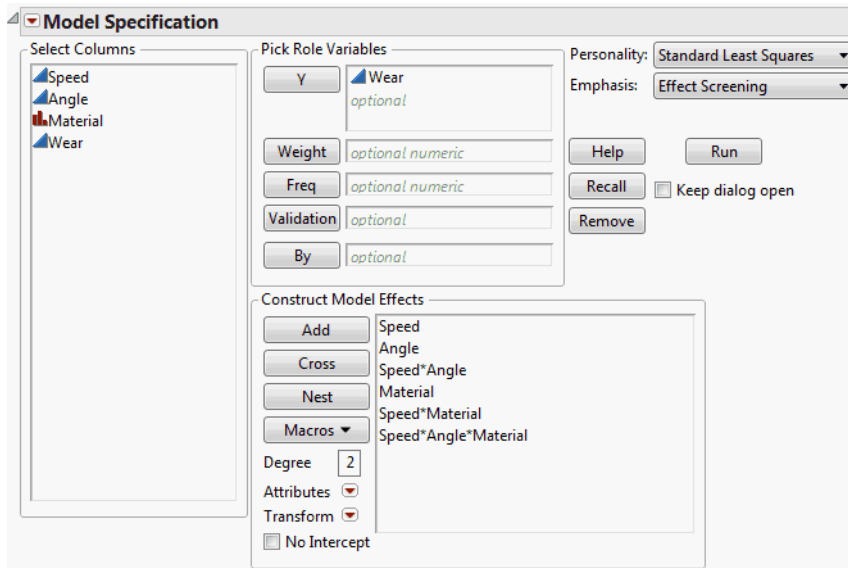 Model Specification
Select Columns
Speed
Angle
Material
Wear
Pick Role Variables
Y
Wear
optional
Weight
optional numeric
Freq
optional numeric
Validation
optional
By
optional
Personality:
Standard Least Squares
Emphasis:
Effect Screening
Help
Run
Recall
Keep dialog open
Remove
Construct Model Effects
Add
Cross
Nest
Macros
Degree
2
Attributes
Transform
No Intercept
Speed
Angle
Speed*Angle
Material
Speed*Material
Speed*Angle*Material